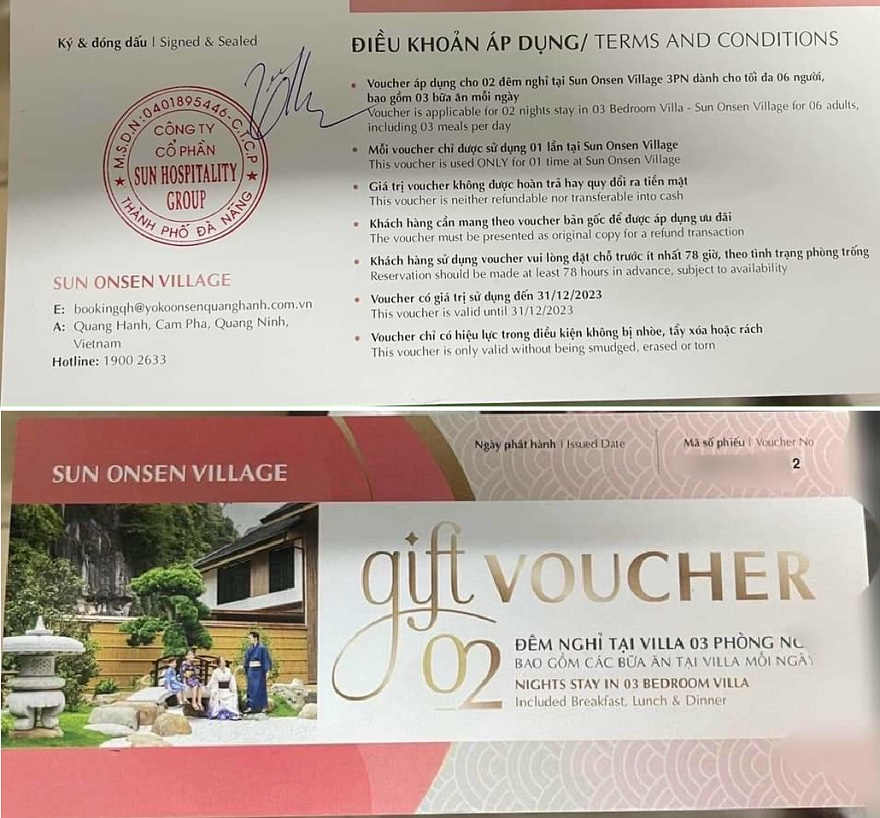 Ký & đóng dấu | Signed & Sealed
M.S.D.N:0401895446-C.T.C.P
CÔNG TY
CỔ PHẦN
SUN HOSPITALITY
GROUP
★ THÀNH PHỐ ĐÀ NẴNG ★
SUN ONSEN VILLAGE
E: bookingqh@yokoonsenquanghanh.com.vn
A: Quang Hanh, Cam Pha, Quang Ninh,
Vietnam
Hotline: 1900 2633
ĐIỀU KHOẢN ÁP DỤNG/ TERMS AND CONDITIONS
• Voucher áp dụng cho 02 đêm nghỉ tại Sun Onsen Village 3PN dành cho tối đa 06 người,
bao gồm 03 bữa ăn mỗi ngày
Voucher is applicable for 02 nights stay in 03 Bedroom Villa - Sun Onsen Village for 06 adults,
including 03 meals per day
• Mỗi voucher chỉ được sử dụng 01 lần tại Sun Onsen Village
This voucher is used ONLY for 01 time at Sun Onsen Village
• Giá trị voucher không được hoàn trả hay quy đổi ra tiền mặt
This voucher is neither refundable nor transferable into cash
• Khách hàng cần mang theo voucher bản gốc để được áp dụng ưu đãi
The voucher must be presented as original copy for a refund transaction
• Khách hàng sử dụng voucher vui lòng đặt chỗ trước ít nhất 78 giờ, theo tình trạng phòng trống
Reservation should be made at least 78 hours in advance, subject to availability
• Voucher có giá trị sử dụng đến 31/12/2023
This voucher is valid until 31/12/2023
• Voucher chỉ có hiệu lực trong điều kiện không bị nhòe, tẩy xóa hoặc rách
This voucher is only valid without being smudged, erased or torn
SUN ONSEN VILLAGE
Ngày phát hành | Issued Date
Mã số phiếu | Voucher No
2
gift VOUCHER
02
ĐÊM NGHỈ TẠI VILLA 03 PHÒNG
BAO GỒM CÁC BỮA ĂN TẠI VILLA MỖI NGÀY
NIGHTS STAY IN 03 BEDROOM VILLA
Included Breakfast, Lunch & Dinner